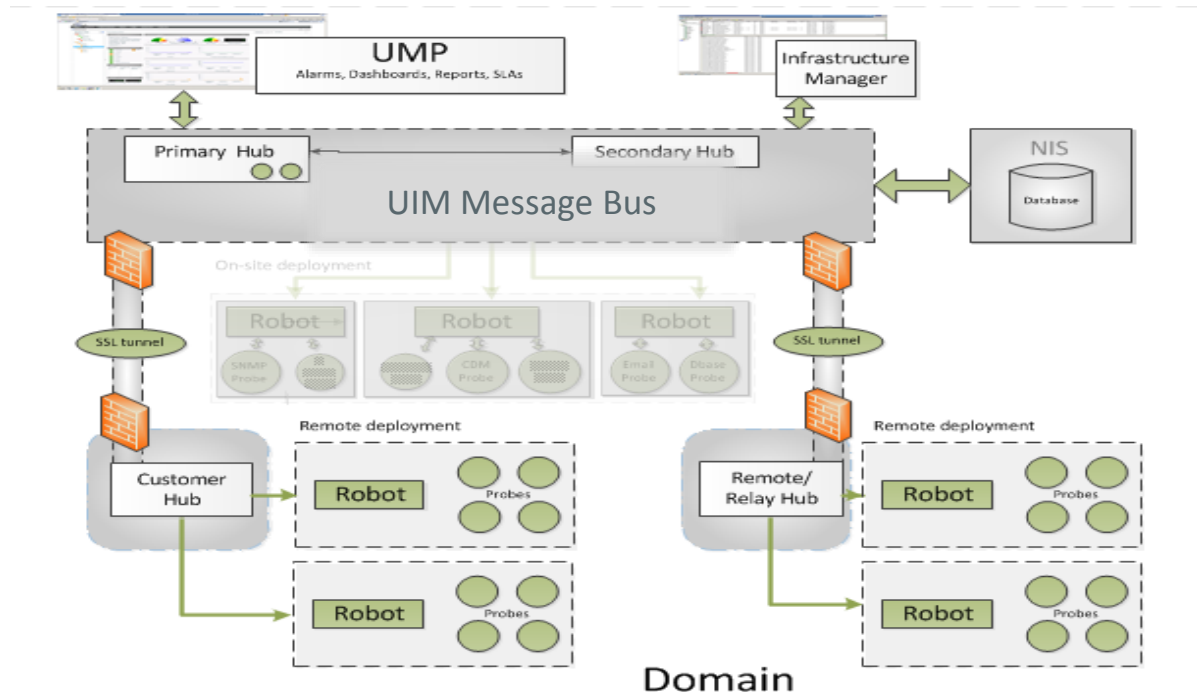 UMP
Alarms, Dashboards, Reports, SLAs
Infrastructure
Manager
Primary Hub
Secondary Hub
UIM Message Bus
NIS
Database
On-site deployment
Robot
Robot
Robot
SNMP
Probe
CDM
Probe
Email
Probe
Dbase
Probe
SSL tunnel
SSL tunnel
Remote deployment
Remote deployment
Customer
Hub
Robot
Probes
Remote/
Relay Hub
Robot
Probes
Robot
Probes
Robot
Probes
Domain